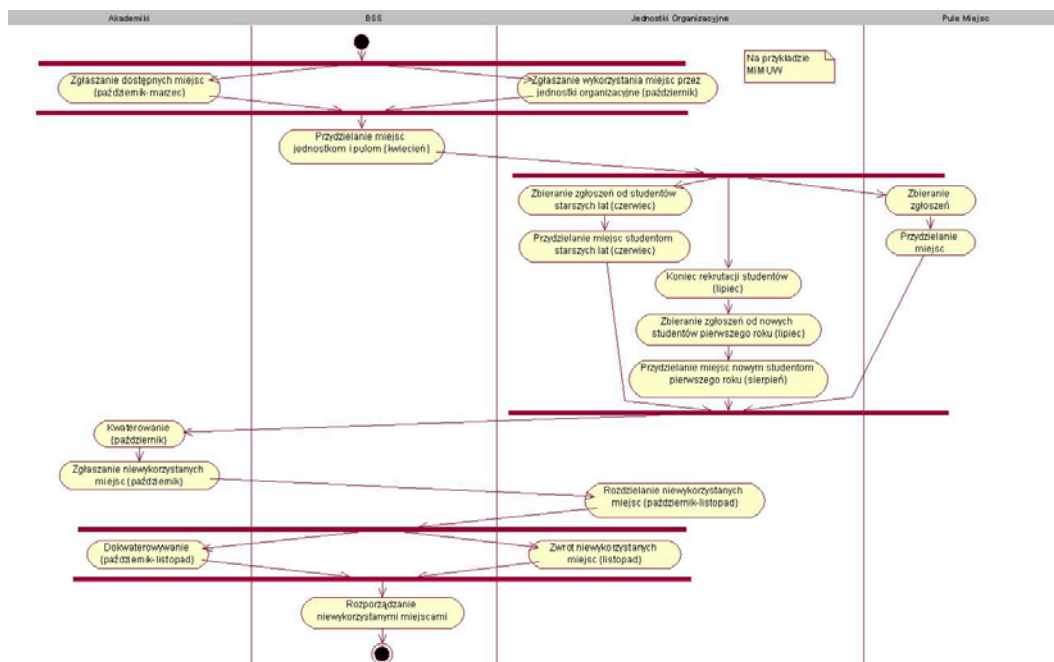 Akademiki
BSS
Jednostki Organizacyjne
Pule Miejsc
Na przykładzie
MIMUW
Zgłaszanie dostępnych miejsc
(październik-marzec)
Zgłaszanie wykorzystania miejsc przez
jednostki organizacyjne (październik)
Przydzielanie miejsc
jednostkom i pulom (kwiecień)
Zbieranie zgłoszeń od studentów
starszych lat (czerwiec)
Zbieranie
zgłoszeń
Przydzielanie miejsc studentom
starszych lat (czerwiec)
Przydzielanie
miejsc
Koniec rekrutacji studentów
(lipiec)
Zbieranie zgłoszeń od nowych
studentów pierwszego roku (lipiec)
Przydzielanie miejsc nowym studentom
pierwszego roku (sierpień)
Kwaterowanie
(październik)
Zgłaszanie niewykorzystanych
miejsc (październik)
Rozdzielanie niewykorzystanych
miejsc (październik-listopad)
Dokwaterowywanie
(październik-listopad)
Zwrot niewykorzystanych
miejsc (listopad)
Rozporządzanie
niewykorzystanymi miejscami